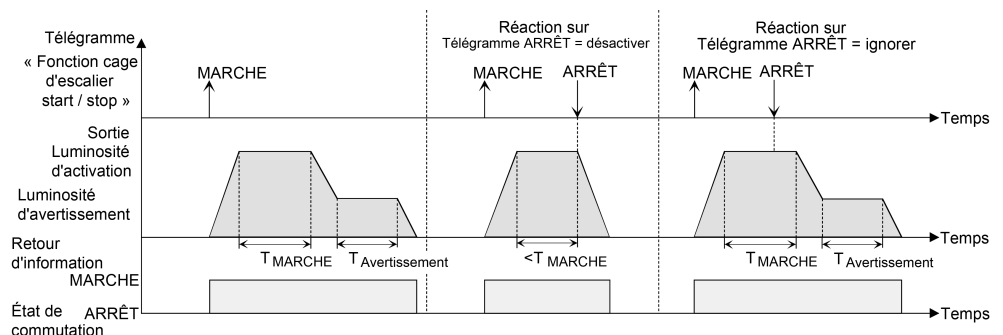 Réaction sur
Télégramme ARRÊT = désactiver
Réaction sur
Télégramme ARRÊT = ignorer
Télégramme
« Fonction cage
d'escalier
start / stop »
MARCHE
MARCHE
ARRÊT
MARCHE
ARRÊT
Temps
Sortie
Luminosité
d'activation
Luminosité
d'avertissement
Temps
Retour
d'information
T MARCHE
T Avertissement
<T MARCHE
T MARCHE
T Avertissement
MARCHE
État de
commutation
ARRÊT
Temps